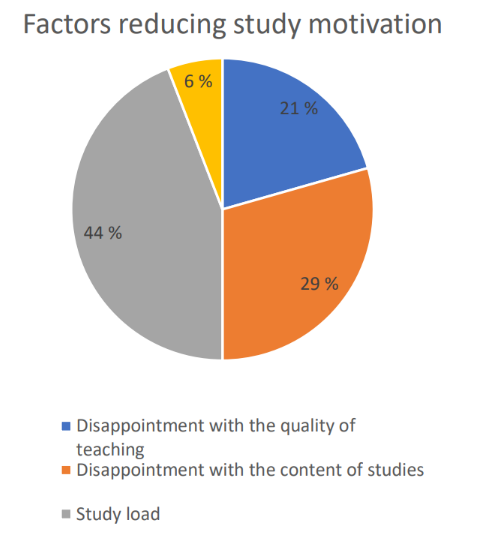 Factors reducing study motivation
6 %
21 %
44 %
29 %
Disappointment with the quality of
teaching
Disappointment with the content of studies
Study load